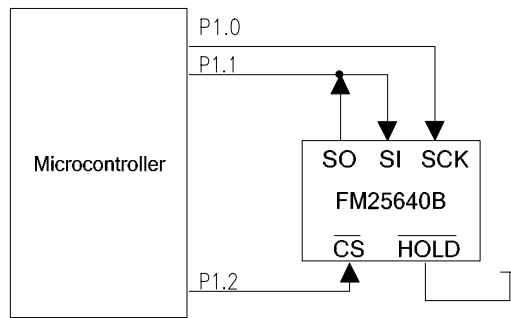 P1.0
P1.1
Microcontroller
SO SI SCK
FM25640B
CS HOLD
P1.2